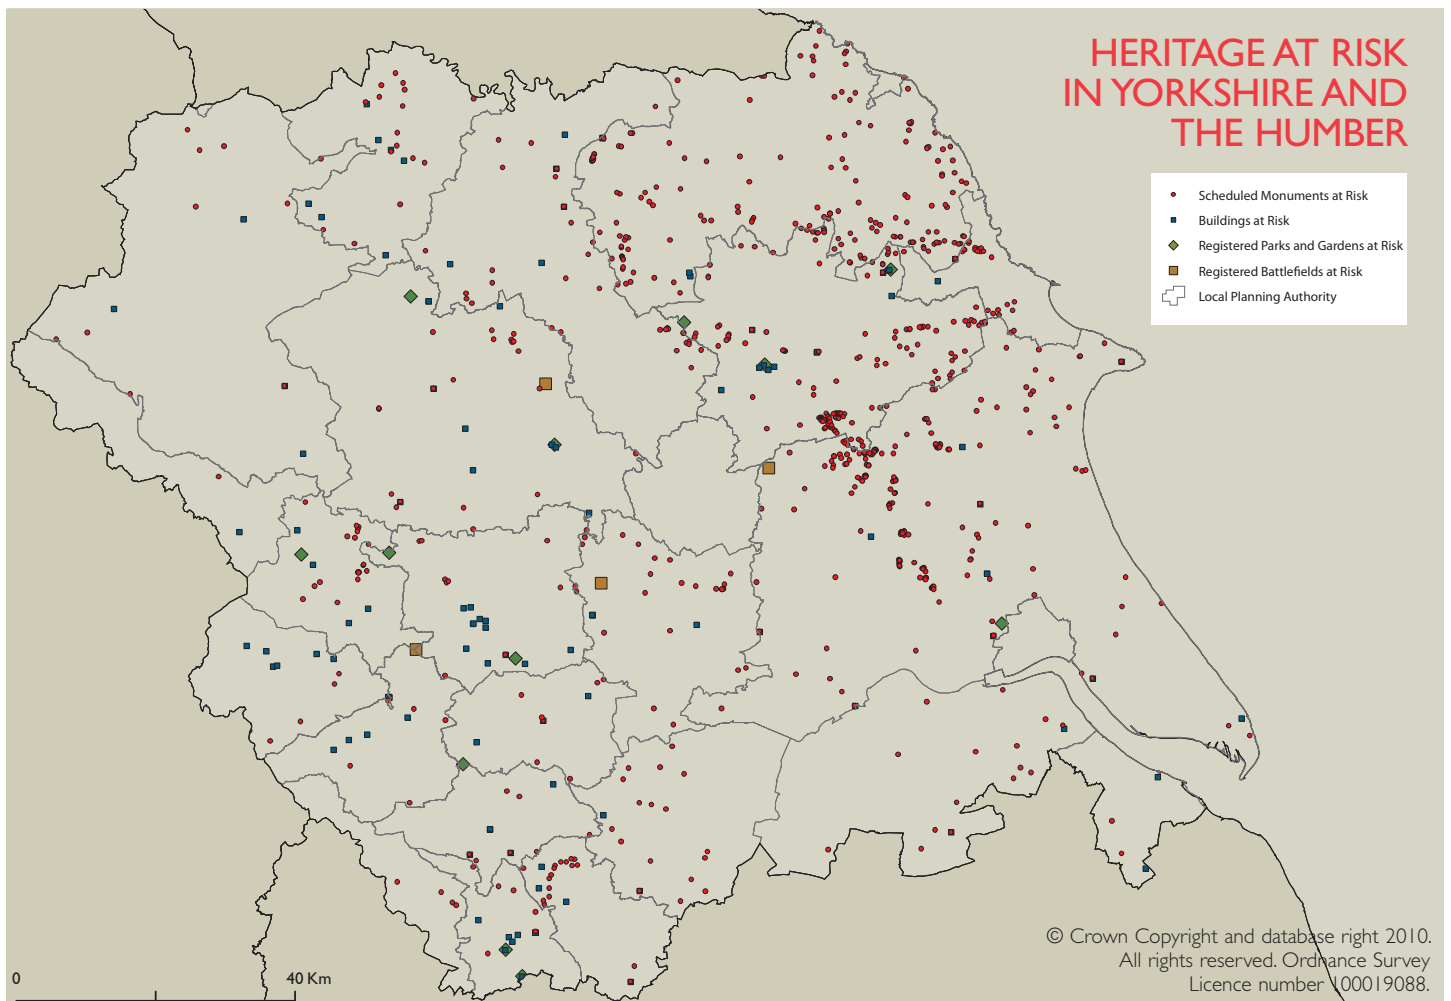 HERITAGE AT RISK
IN YORKSHIRE AND
THE HUMBER
Scheduled Monuments at Risk
Buildings at Risk
Registered Parks and Gardens at Risk
Registered Battlefields at Risk
Local Planning Authority
© Crown Copyright and database right 2010.
All rights reserved. Ordnance Survey
Licence number 100019088.
0 40 Km